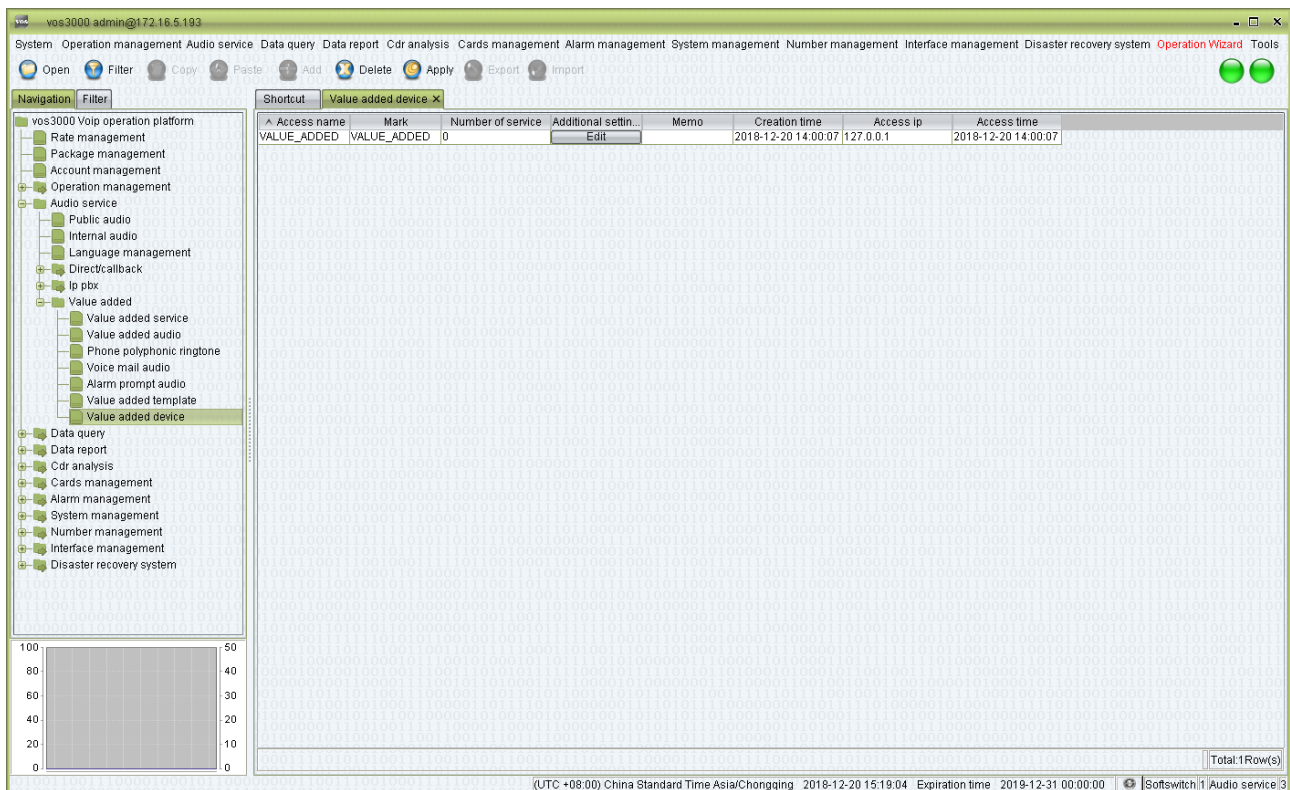 vos3000 admin@172.16.5.193
System Operation management Audio service Data query Data report Cdr analysis Cards management Alarm management System management Number management Interface management Disaster recovery system Operation Wizard Tools
Open Filter Copy Paste Add Delete Apply Export Import
Navigation Filter
Shortcut Value added device
vos3000 Voip operation platform
Rate management
Package management
Account management
Operation management
Audio service
Public audio
Internal audio
Language management
Direct/callback
Ip pbx
Value added
Value added service
Value added audio
Phone polyphonic ringtone
Voice mail audio
Alarm prompt audio
Value added template
Value added device
Data query
Data report
Cdr analysis
Cards management
Alarm management
System management
Number management
Interface management
Disaster recovery system
Access name Mark Number of service Additional settin... Memo Creation time Access ip Access time
VALUE_ADDED VALUE_ADDED 0 Edit 2018-12-20 14:00:07 127.0.0.1 2018-12-20 14:00:07
100 50
80 40
60 30
40 20
20 10
0 0
Total:1Row(s)
(UTC +08:00) China Standard Time Asia/Chongqing 2018-12-20 15:19:04 Expiration time 2019-12-31 00:00:00 Softswitch 1 Audio service 3